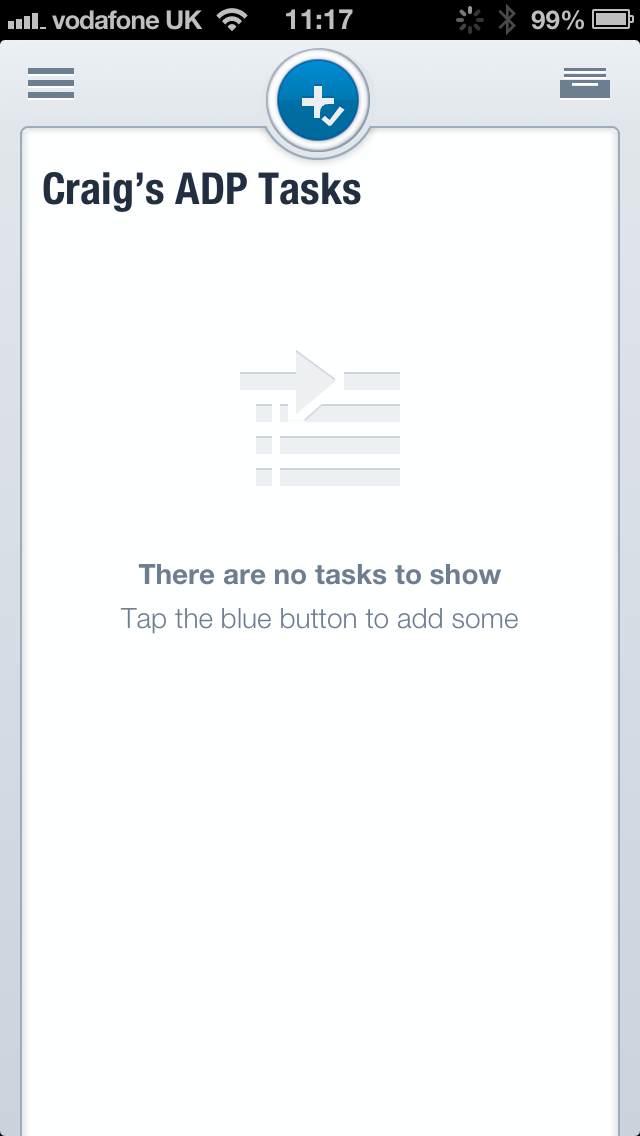 vodafone UK 11:17 99%
Craig’s ADP Tasks
There are no tasks to show
Tap the blue button to add some